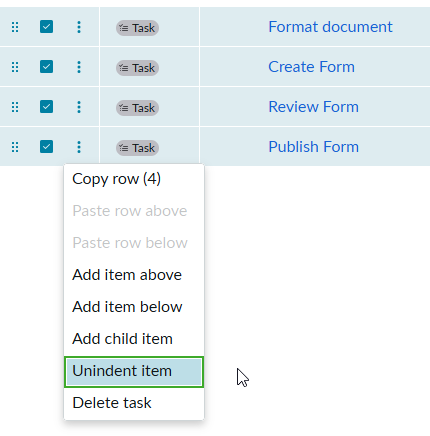 Task Format document
Task Create Form
Task Review Form
Task Publish Form
Copy row (4)
Paste row above
Paste row below
Add item above
Add item below
Add child item
Unindent item
Delete task